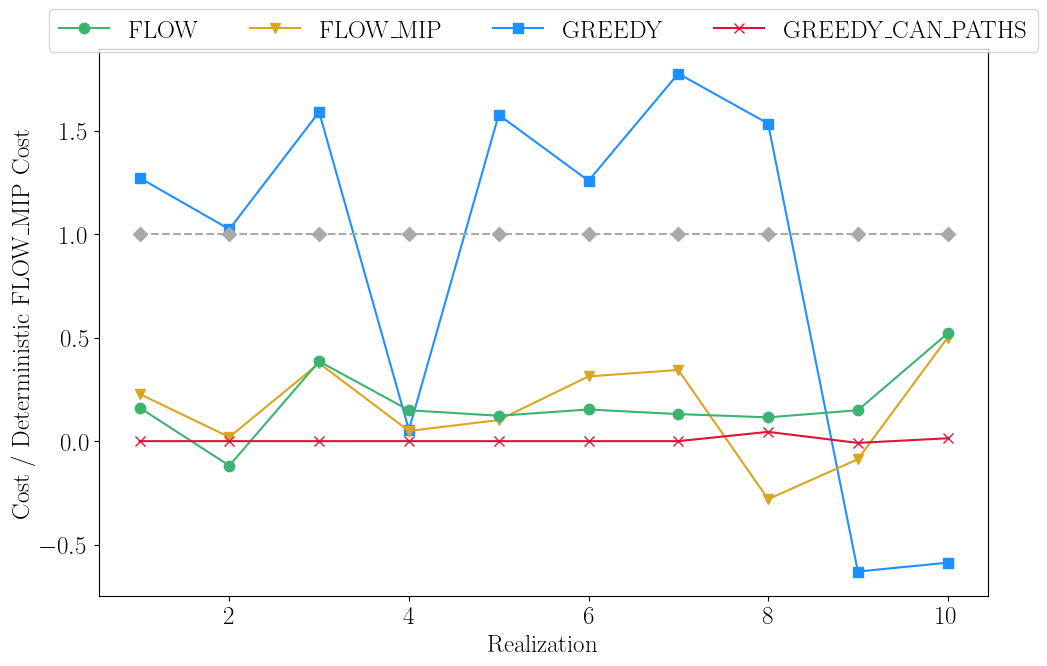 FLOW FLOW_MIP GREEDY GREEDY_CAN_PATHS
Cost / Deterministic FLOW_MIP Cost
1.5
1.0
0.5
0.0
−0.5
2 4 6 8 10
Realization